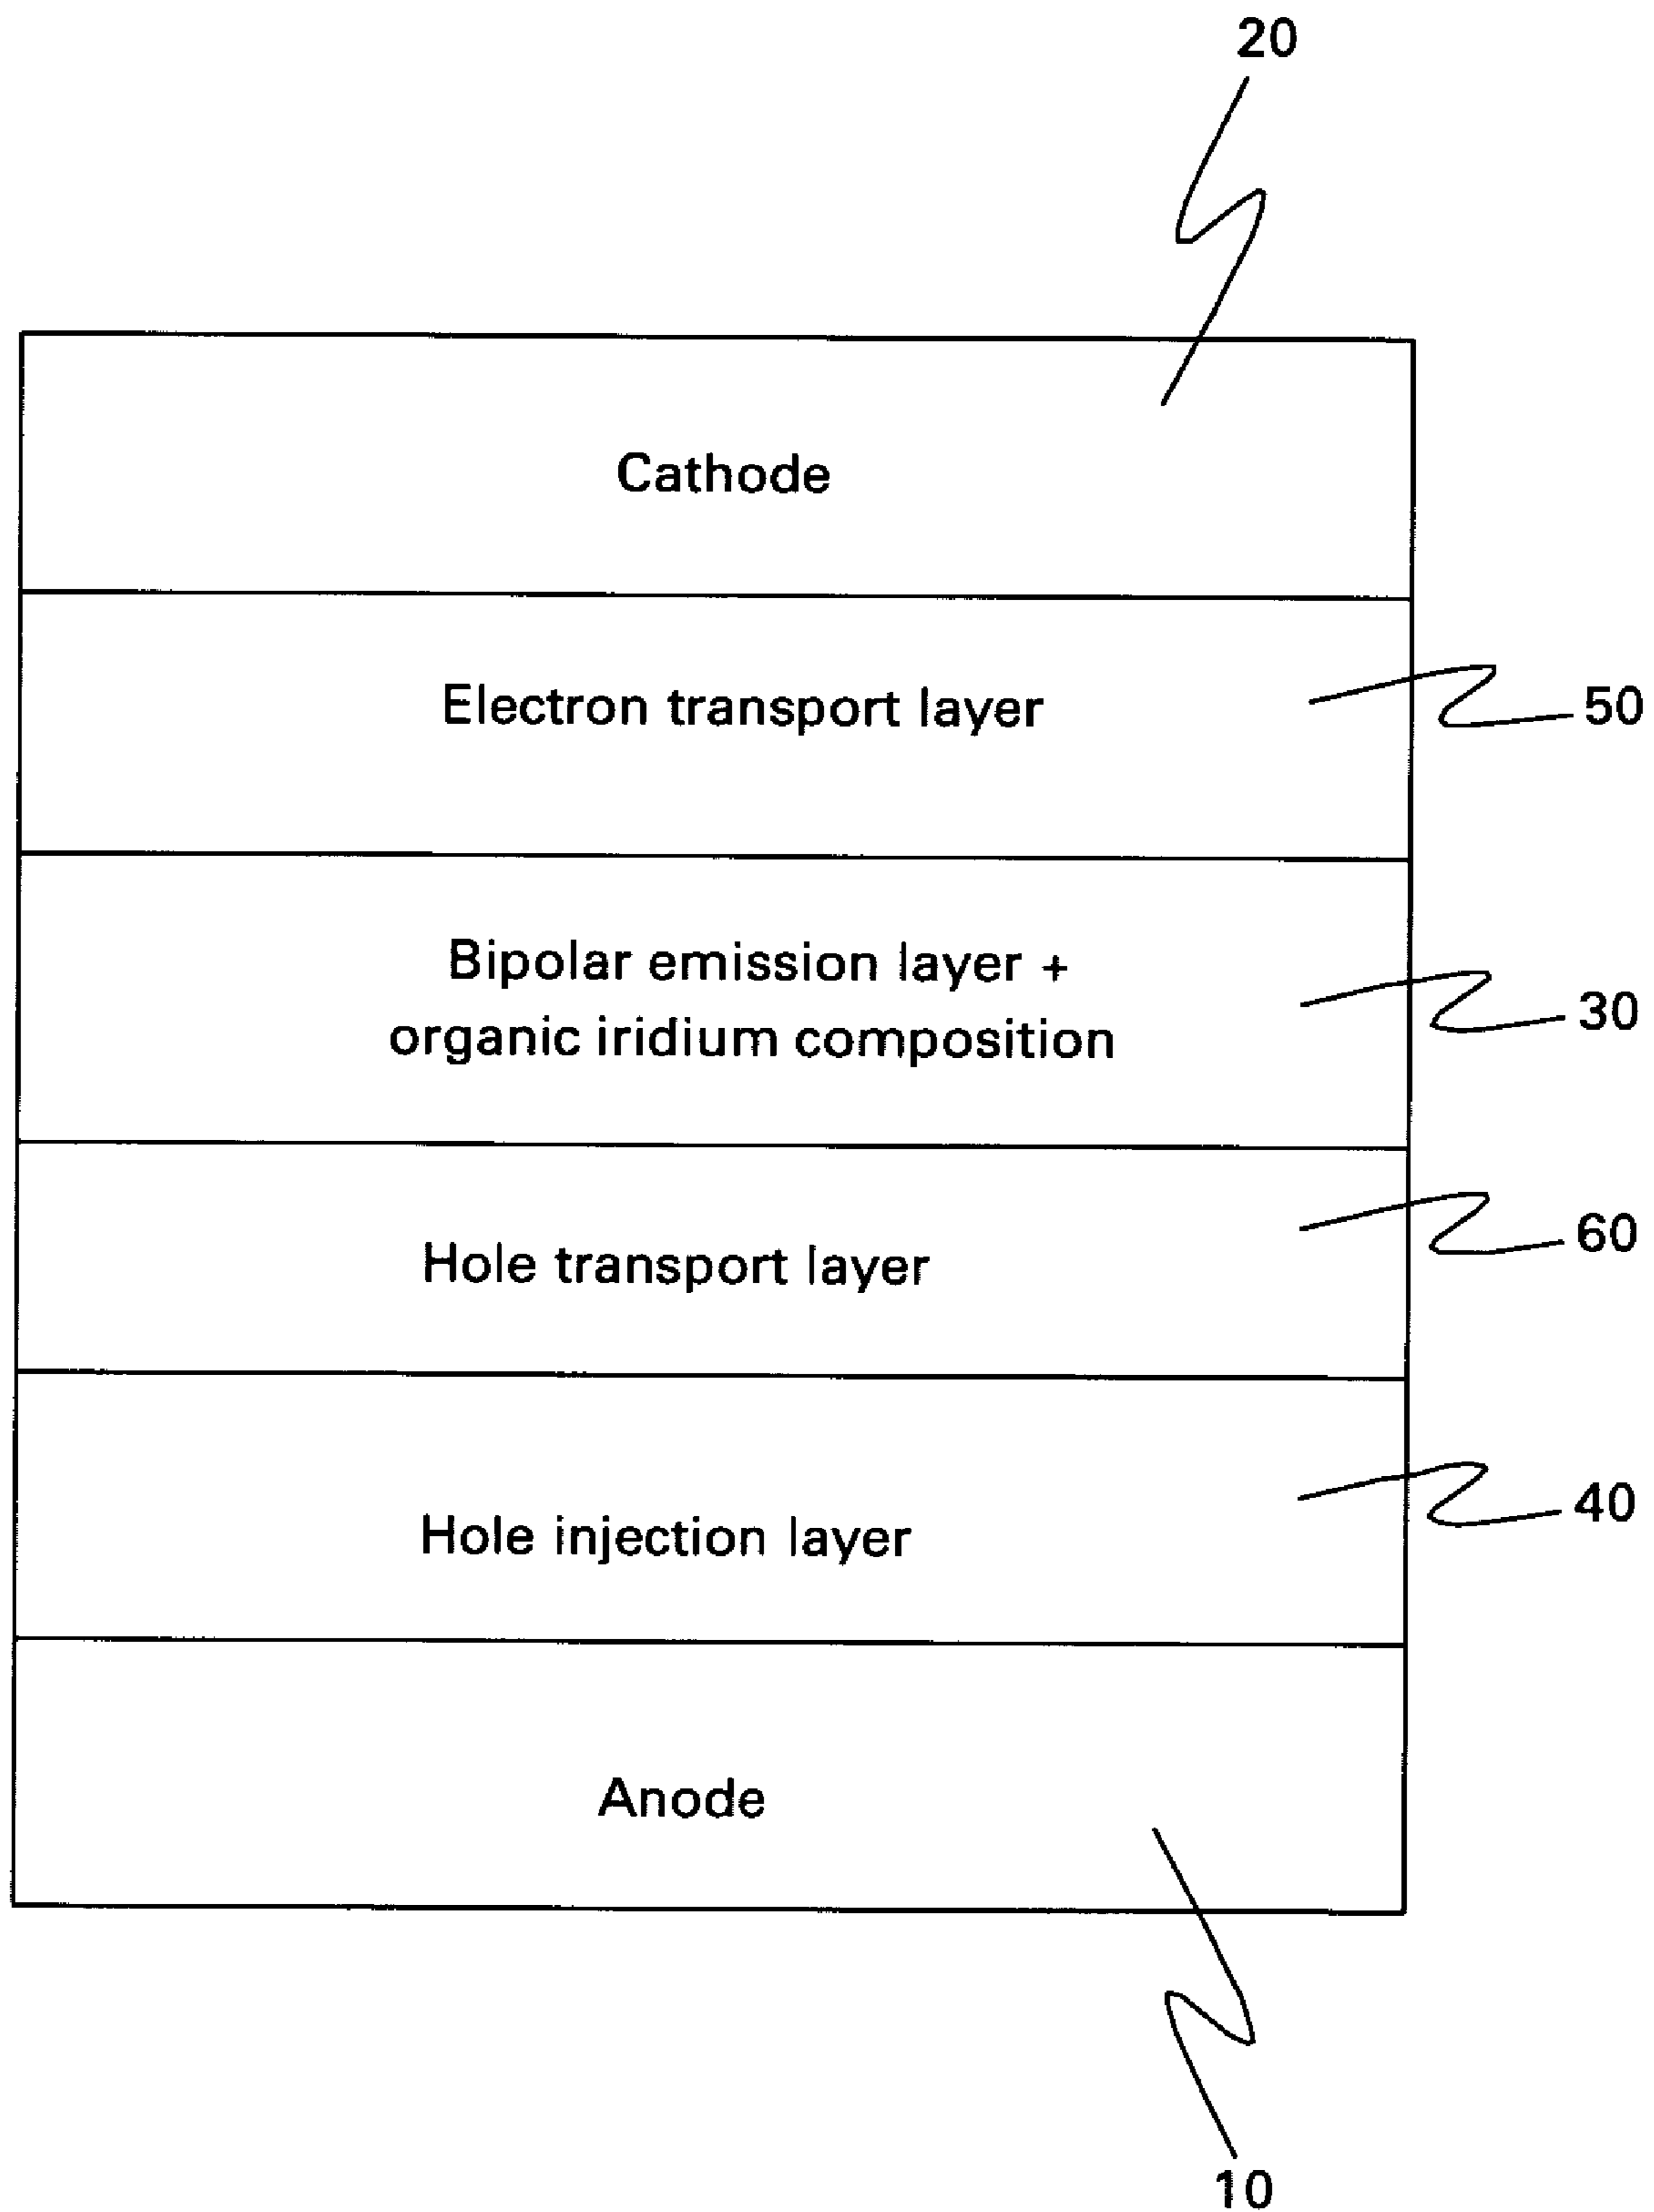 20
Cathode
Electron transport layer
50
Bipolar emission layer +
organic iridium composition
30
Hole transport layer
60
Hole injection layer
40
Anode
10